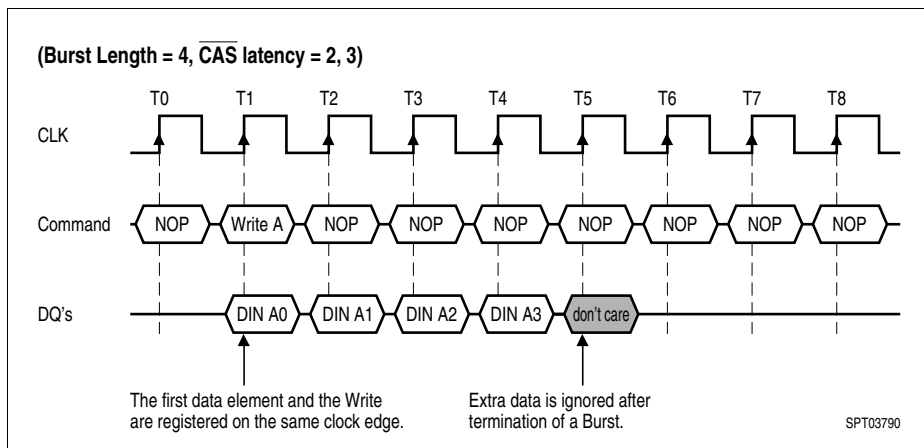 (Burst Length = 4, CAS latency = 2, 3)
T0 T1 T2 T3 T4 T5 T6 T7 T8
CLK
Command NOP Write A NOP NOP NOP NOP NOP NOP NOP
DQ's DIN A0 DIN A1 DIN A2 DIN A3 don't care
The first data element and the Write
are registered on the same clock edge.
Extra data is ignored after
termination of a Burst.
SPT03790